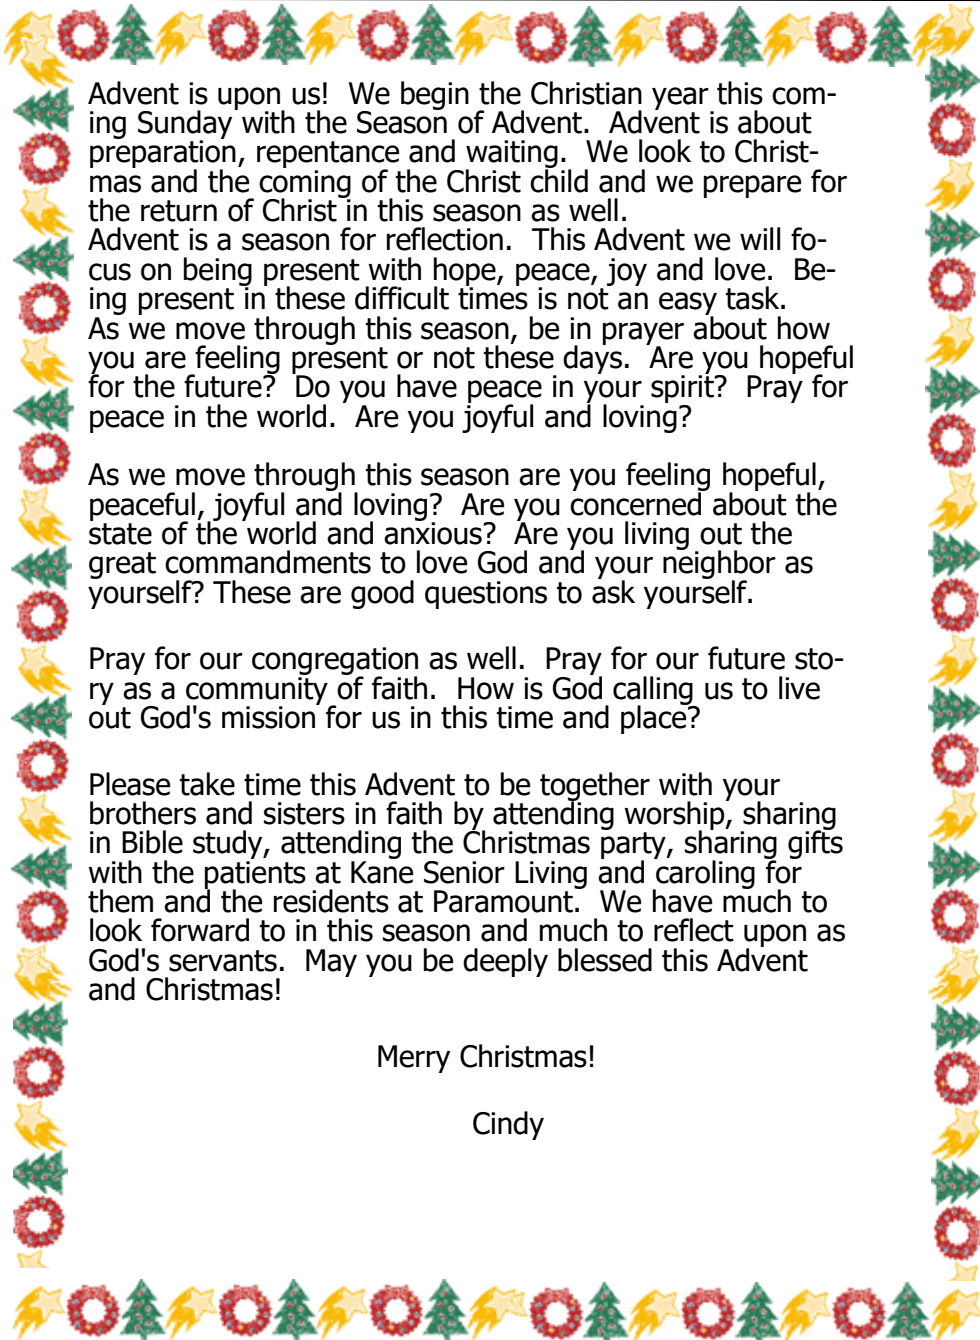 Advent is upon us!  We begin the Christian year this com-
ing Sunday with the Season of Advent.  Advent is about
preparation, repentance and waiting.  We look to Christ-
mas and the coming of the Christ child and we prepare for
the return of Christ in this season as well.
Advent is a season for reflection.  This Advent we will fo-
cus on being present with hope, peace, joy and love.  Be-
ing present in these difficult times is not an easy task.
As we move through this season, be in prayer about how
you are feeling present or not these days.  Are you hopeful
for the future?  Do you have peace in your spirit?  Pray for
peace in the world.  Are you joyful and loving?

As we move through this season are you feeling hopeful,
peaceful, joyful and loving?  Are you concerned about the
state of the world and anxious?  Are you living out the
great commandments to love God and your neighbor as
yourself? These are good questions to ask yourself.

Pray for our congregation as well.  Pray for our future sto-
ry as a community of faith.  How is God calling us to live
out God's mission for us in this time and place?

Please take time this Advent to be together with your
brothers and sisters in faith by attending worship, sharing
in Bible study, attending the Christmas party, sharing gifts
with the patients at Kane Senior Living and caroling for
them and the residents at Paramount.  We have much to
look forward to in this season and much to reflect upon as
God's servants.  May you be deeply blessed this Advent
and Christmas!

Merry Christmas!

Cindy